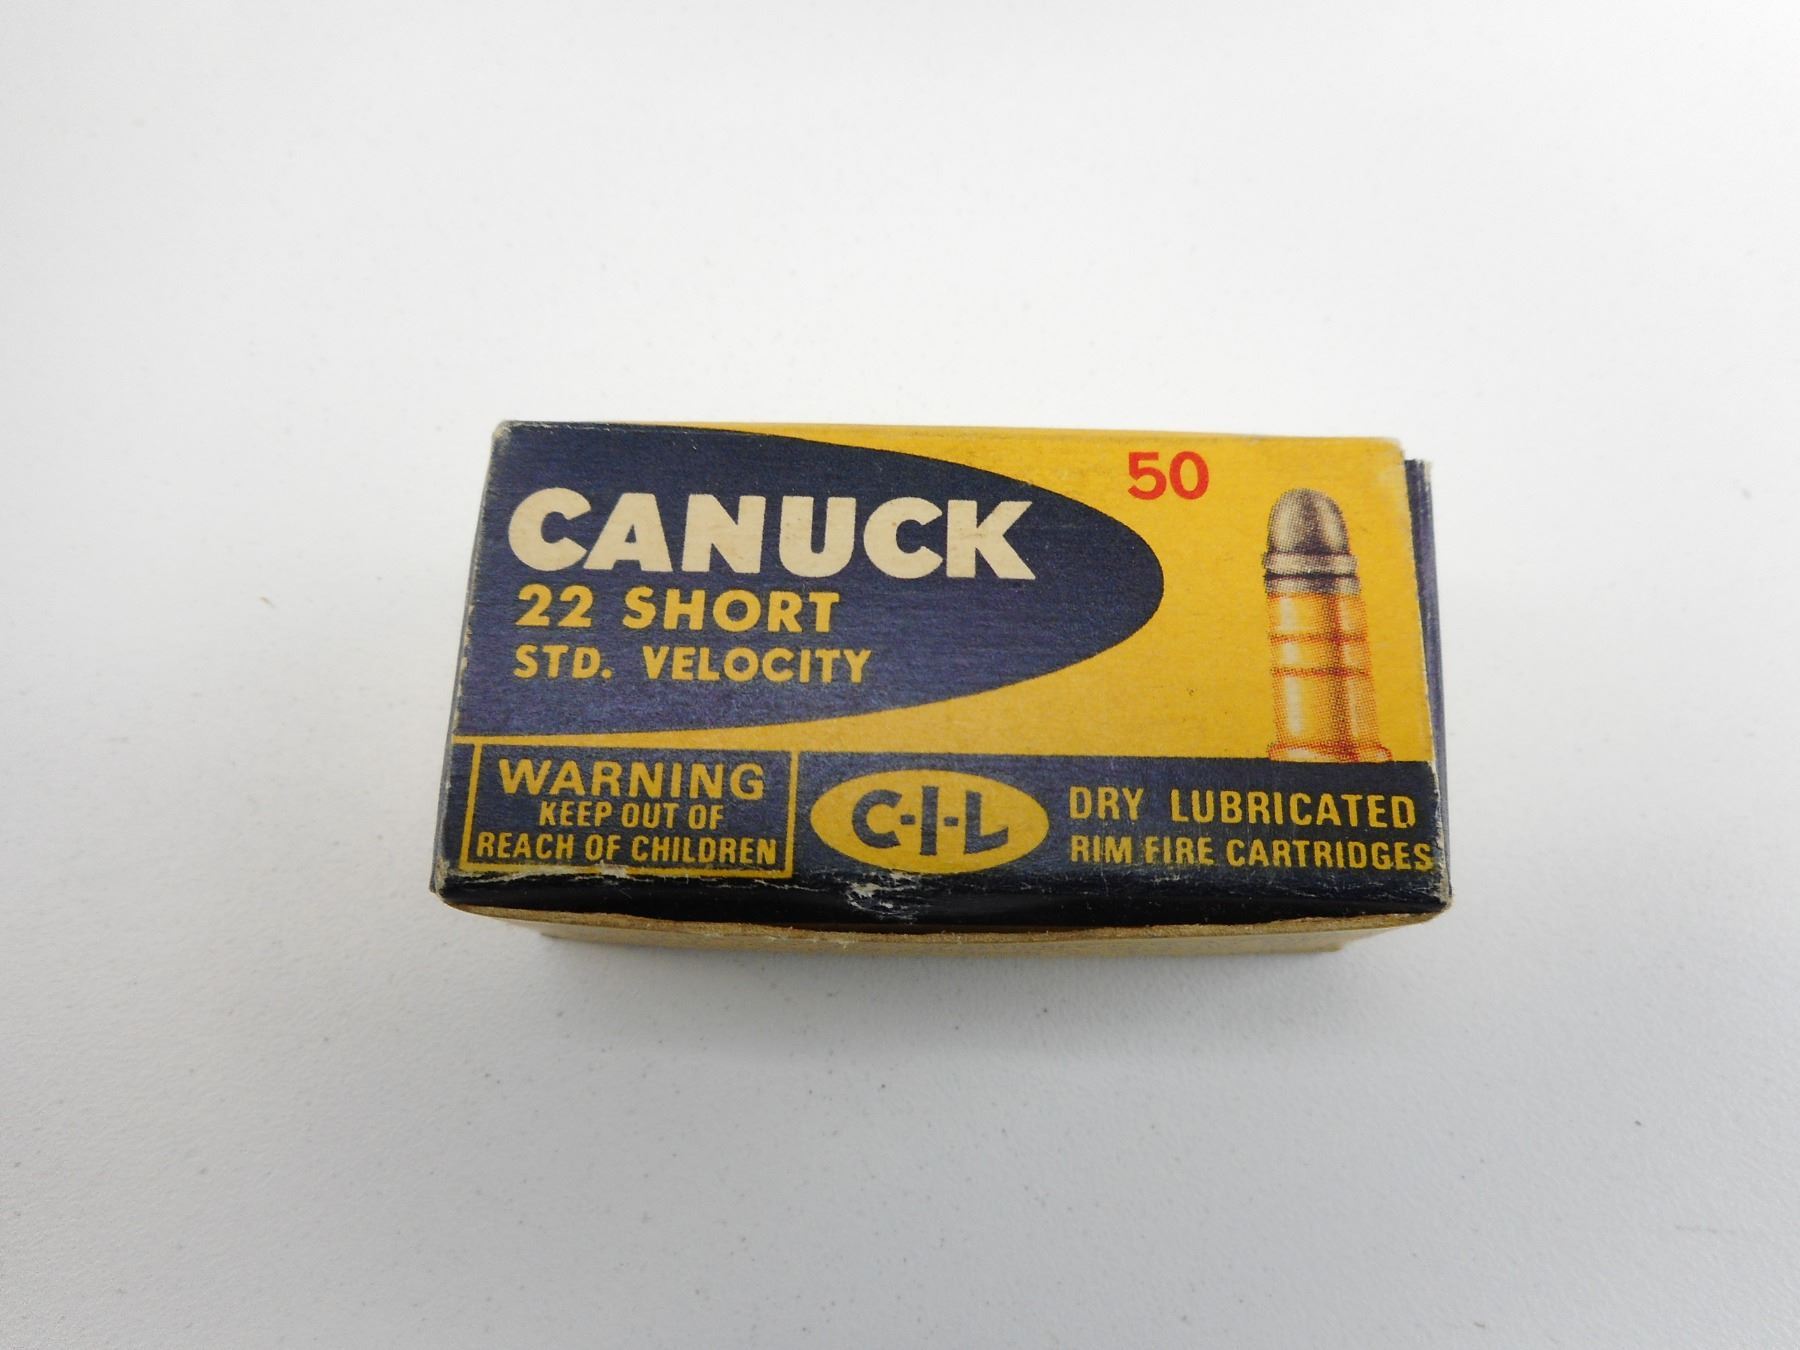 50
CANUCK
22 SHORT
STD. VELOCITY
WARNING
KEEP OUT OF
REACH OF CHILDREN
C-I-L
DRY LUBRICATED
RIM FIRE CARTRIDGES